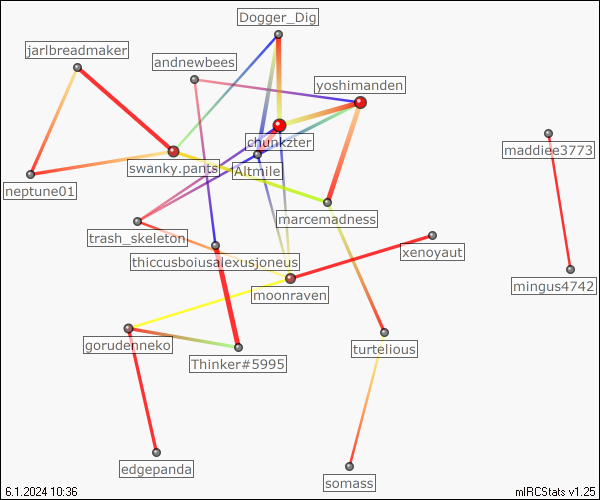 Dogger_Dig
jarlbreadmaker
andnewbees
yoshimanden
chunkzter
maddiee3773
swanky.pants
Altmile
neptune01
marcemadness
trash_skeleton
xenoyaut
thiccusboiusalexusjoneus
mingus4742
moonraven
gorudenneko
turtelious
Thinker#5995
edgepanda
somass
6.1.2024 10:36
mIRCStats v1.25